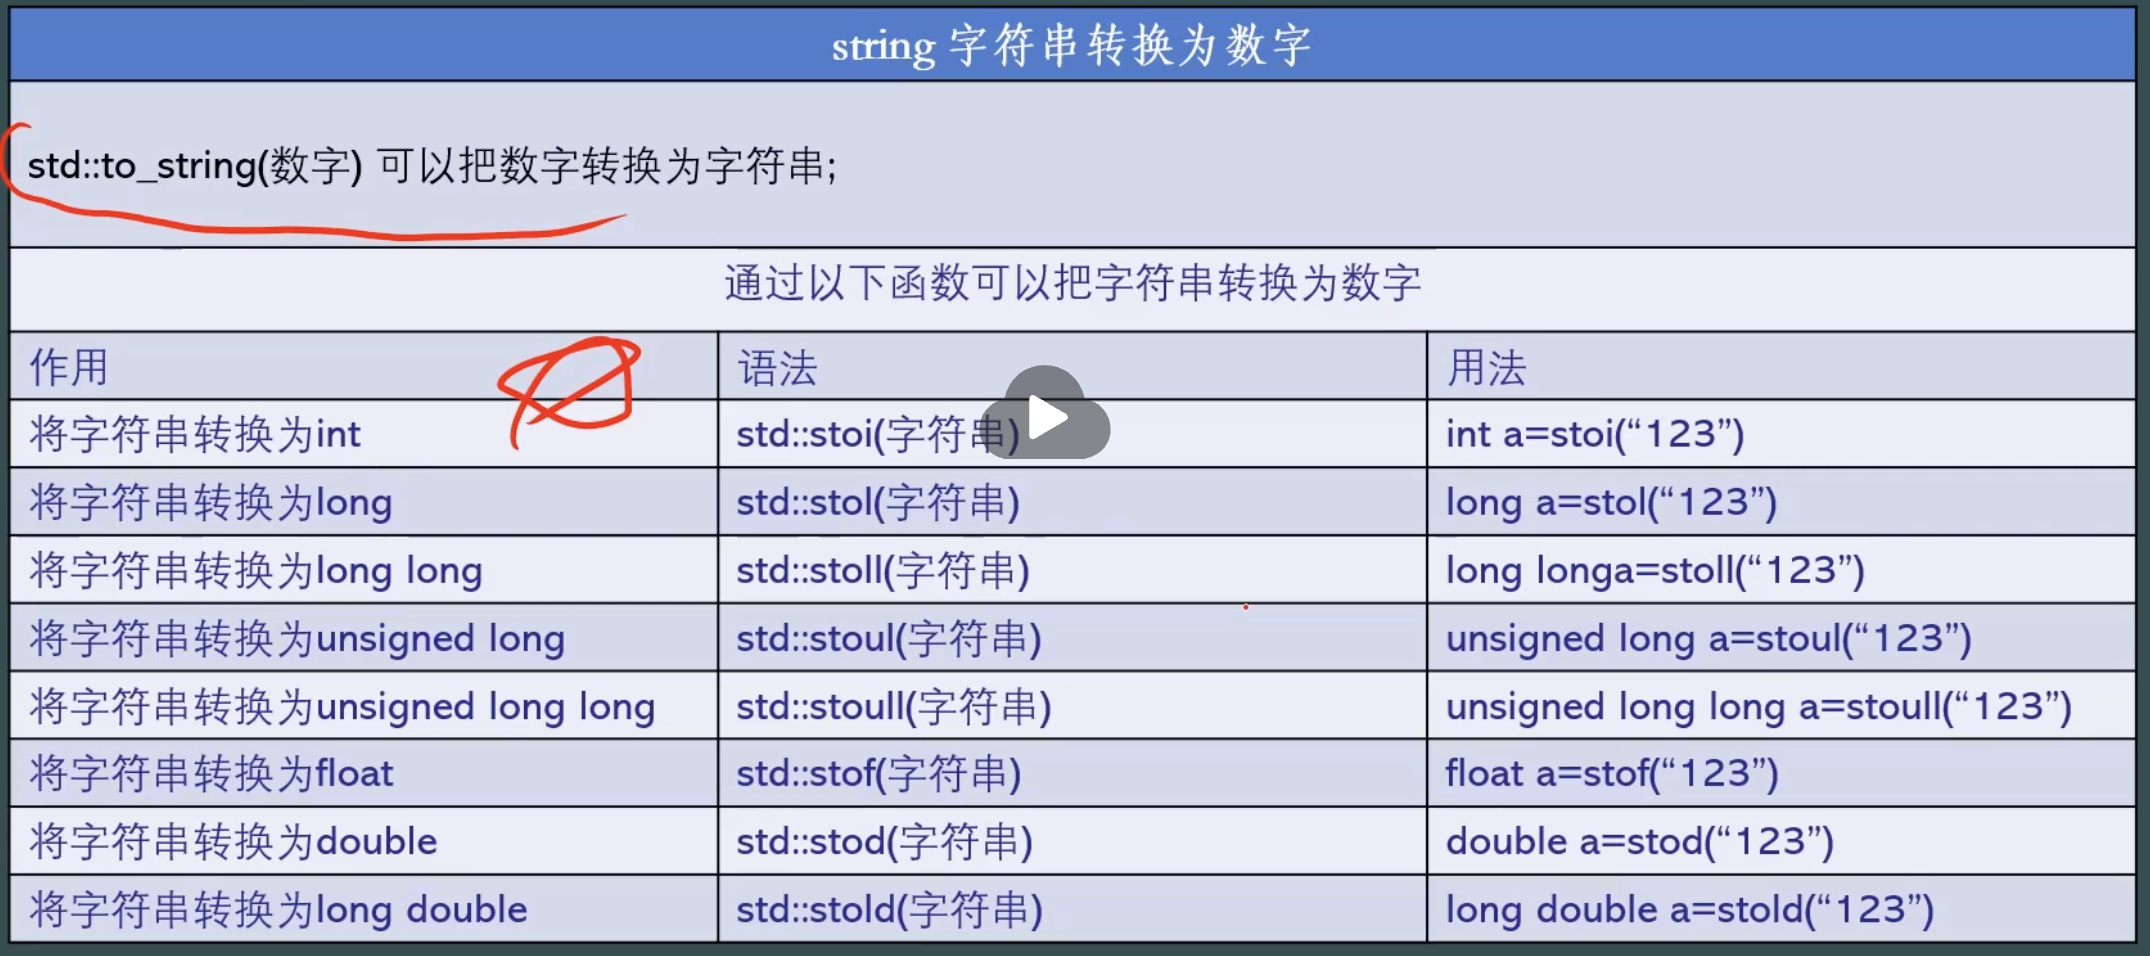 string 字符串转换为数字
std::to_string(数字) 可以把数字转换为字符串;
通过以下函数可以把字符串转换为数字
作用 语法 用法
将字符串转换为int std::stoi(字符串) int a=stoi(“123”)
将字符串转换为long std::stol(字符串) long a=stol(“123”)
将字符串转换为long long std::stoll(字符串) long longa=stoll(“123”)
将字符串转换为unsigned long std::stoul(字符串) unsigned long a=stoul(“123”)
将字符串转换为unsigned long long std::stoull(字符串) unsigned long long a=stoull(“123”)
将字符串转换为float std::stof(字符串) float a=stof(“123”)
将字符串转换为double std::stod(字符串) double a=stod(“123”)
将字符串转换为long double std::stold(字符串) long double a=stold(“123”)